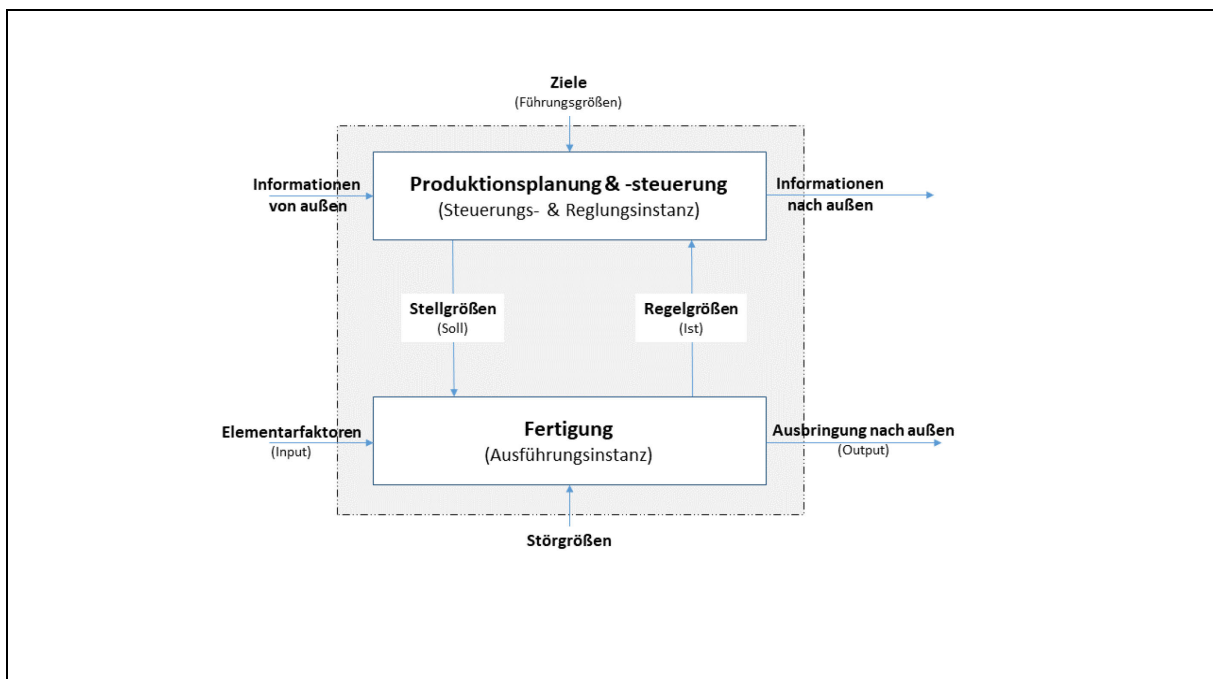 Ziele
(Führungsgrößen)
Informationen
von außen
Produktionsplanung & -steuerung
(Steuerungs- & Reglungsinstanz)
Informationen
nach außen
Stellgrößen
(Soll)
Regelgrößen
(Ist)
Elementarfaktoren
(Input)
Fertigung
(Ausführungsinstanz)
Ausbringung nach außen
(Output)
Störgrößen